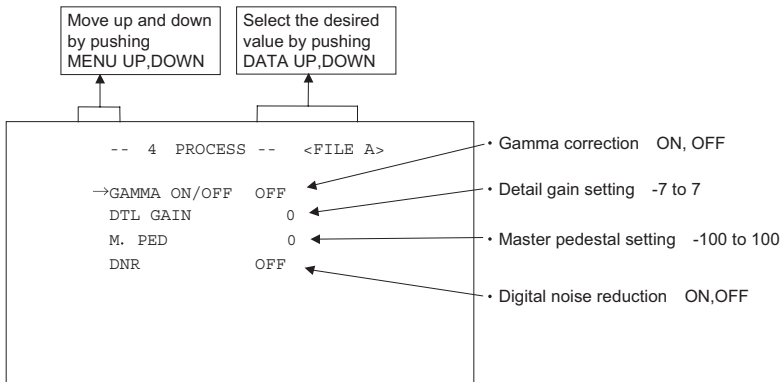 Move up and down
by pushing
MENU UP,DOWN
Select the desired
value by pushing
DATA UP,DOWN
-- 4 PROCESS -- <FILE A>
→GAMMA ON/OFF OFF
DTL GAIN 0
M. PED 0
DNR OFF
・Gamma correction ON, OFF
・Detail gain setting -7 to 7
・Master pedestal setting -100 to 100
・Digital noise reduction ON,OFF